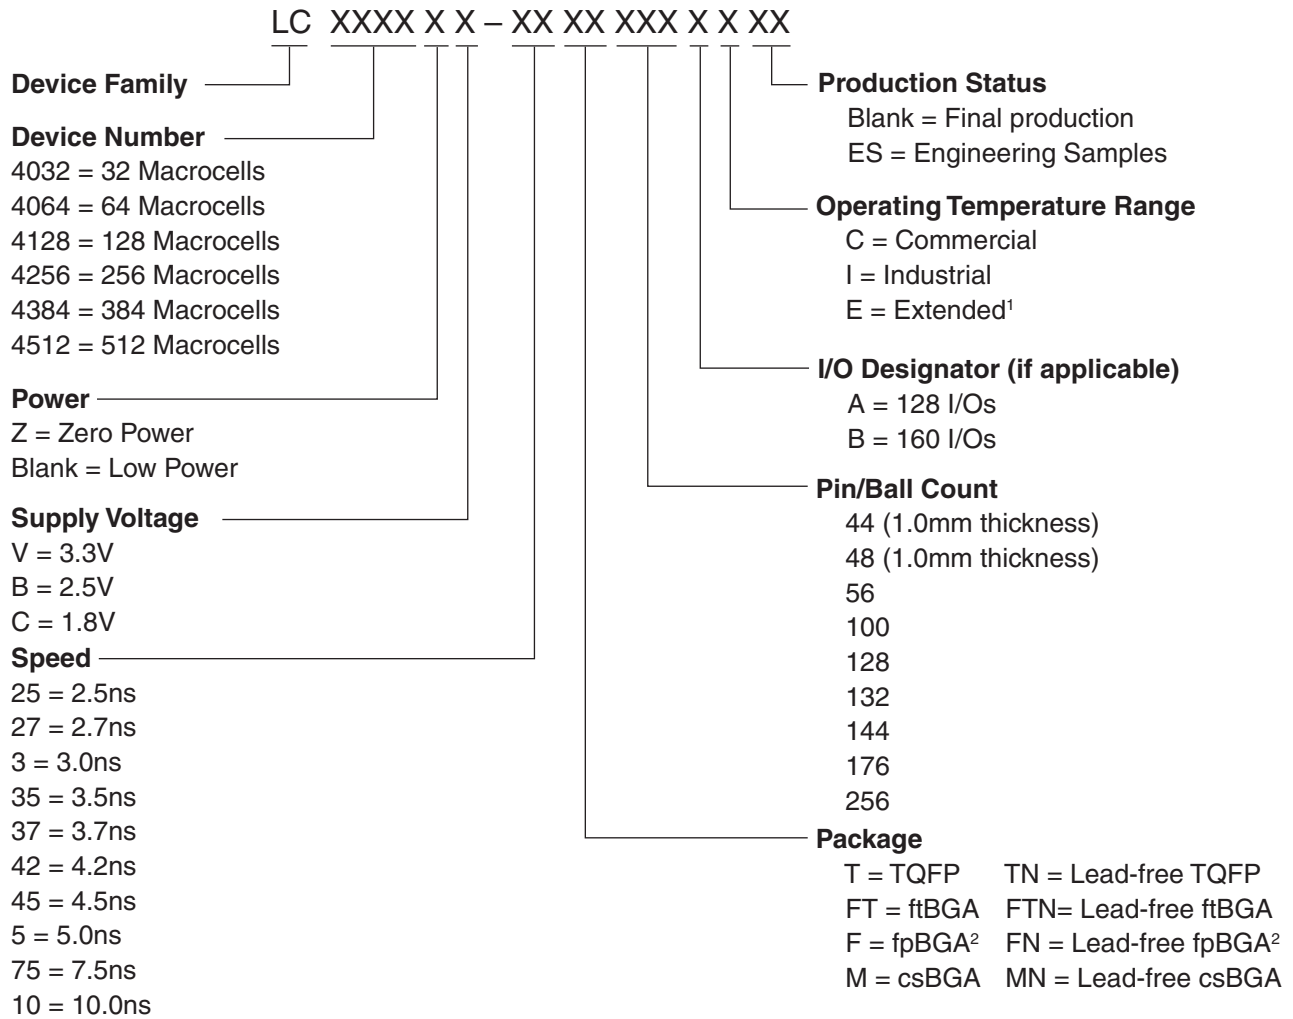 LC XXXX X X – XX XX XXX X X XX
Device Family
Device Number
4032 = 32 Macrocells
4064 = 64 Macrocells
4128 = 128 Macrocells
4256 = 256 Macrocells
4384 = 384 Macrocells
4512 = 512 Macrocells
Power
Z = Zero Power
Blank = Low Power
Supply Voltage
V = 3.3V
B = 2.5V
C = 1.8V
Speed
25 = 2.5ns
27 = 2.7ns
3 = 3.0ns
35 = 3.5ns
37 = 3.7ns
42 = 4.2ns
45 = 4.5ns
5 = 5.0ns
75 = 7.5ns
10 = 10.0ns
Production Status
Blank = Final production
ES = Engineering Samples
Operating Temperature Range
C = Commercial
I = Industrial
E = Extended¹
I/O Designator (if applicable)
A = 128 I/Os
B = 160 I/Os
Pin/Ball Count
44 (1.0mm thickness)
48 (1.0mm thickness)
56
100
128
132
144
176
256
Package
T = TQFP TN = Lead-free TQFP
FT = ftBGA FTN= Lead-free ftBGA
F = fpBGA² FN = Lead-free fpBGA²
M = csBGA MN = Lead-free csBGA